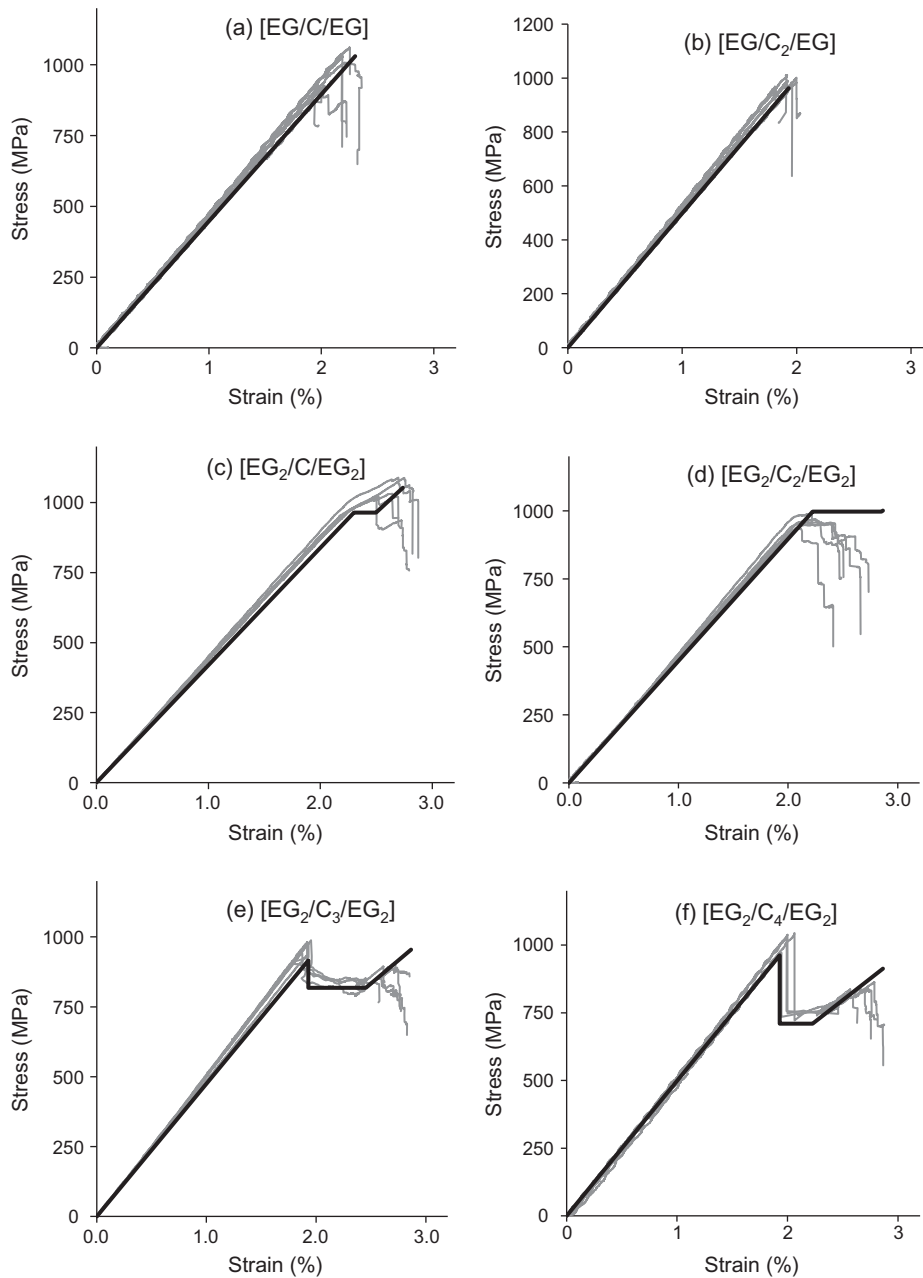 (a) [EG/C/EG]
1000
750
500
250
0
Stress (MPa)
0 1 2 3
Strain (%)
(b) [EG/C₂/EG]
1200
1000
800
600
400
200
0
Stress (MPa)
0 1 2 3
Strain (%)
(c) [EG₂/C/EG₂]
1000
750
500
250
0
Stress (MPa)
0.0 1.0 2.0 3.0
Strain (%)
(d) [EG₂/C₂/EG₂]
1000
750
500
250
0
Stress (MPa)
0.0 1.0 2.0 3.0
Strain (%)
(e) [EG₂/C₃/EG₂]
1000
750
500
250
0
Stress (MPa)
0.0 1.0 2.0 3.0
Strain (%)
(f) [EG₂/C₄/EG₂]
1000
750
500
250
0
Stress (MPa)
0 1 2 3
Strain (%)